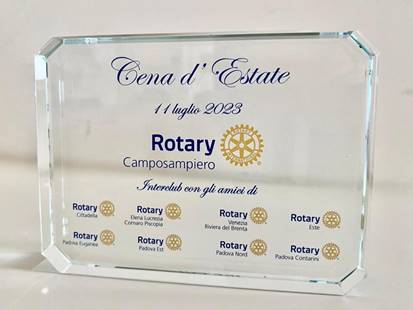 Cena d' Estate
11 luglio 2023
Rotary
Camposampiero
Interclub con gli amici di
Rotary
Cittadella
Rotary
Elena Lucrezia
Cornaro Piscopia
Rotary
Venezia
Riviera del Brenta
Rotary
Este
Rotary
Padova Euganea
Rotary
Padova Est
Rotary
Padova Nord
Rotary
Padova Contarini